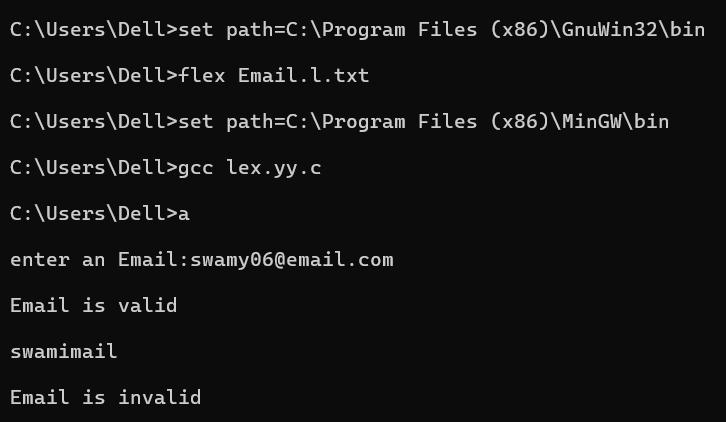 C:\Users\Dell>set path=C:\Program Files (x86)\GnuWin32\bin
C:\Users\Dell>flex Email.l.txt
C:\Users\Dell>set path=C:\Program Files (x86)\MinGW\bin
C:\Users\Dell>gcc lex.yy.c
C:\Users\Dell>a
enter an Email:swamy06@email.com
Email is valid
swamimail
Email is invalid